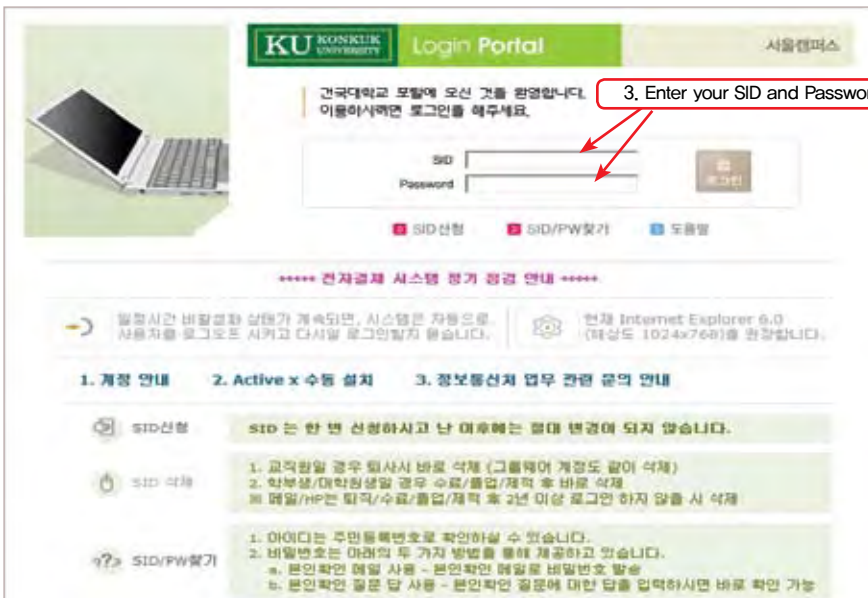 KU KONKUK UNIVERSITY Login Portal 서울캠퍼스
건국대학교 포탈에 오신 것을 환영합니다.
이용하시려면 로그인을 해주세요.
3. Enter your SID and Passwor
SID
Password
로그인
SID신청 SID/PW찾기 도움말
***** 전자결제 시스템 정기 점검 안내 *****
일정시간 비활성화 상태가 계속되면, 시스템은 자동으로
사용자를 로그오프 시키고 다시 로그인할지 묻습니다.
현재 Internet Explorer 6.0
(해상도 1024x768)을 권장합니다.
1. 계정 안내 2. Active x 수동 설치 3. 정보통신처 업무 관련 문의 안내
SID신청 SID 는 한 번 신청하시고 난 이후에는 절대 변경이 되지 않습니다.
SID 삭제
1. 교직원일 경우 퇴사시 바로 삭제 (그룹웨어 계정도 같이 삭제)
2. 학부생/대학원생일 경우 수료/졸업/제적 후 바로 삭제
※ 메일/HP는 퇴직/수료/졸업/제적 후 2년 이상 로그인 하지 않을 시 삭제
SID/PW찾기
1. 아이디는 주민등록번호로 확인하실 수 있습니다.
2. 비밀번호는 아래의 두 가지 방법을 통해 제공하고 있습니다.
a. 본인확인 메일 사용 - 본인확인 메일로 비밀번호 발송
b. 본인확인 질문 답 사용 - 본인확인 질문에 대한 답을 입력하시면 바로 확인 가능